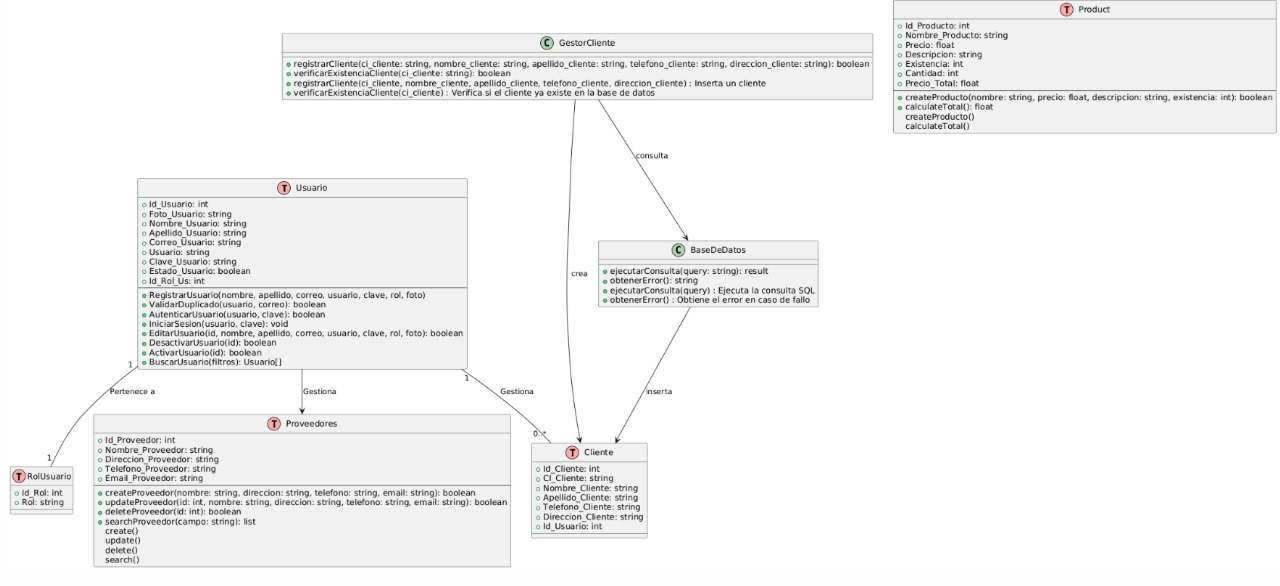 T Product
Id_Producto: int
Nombre_Producto: string
Precio: float
Descripcion: string
Existencia: int
Cantidad: int
Precio_Total: float
createProducto(nombre: string, precio: float, descripcion: string, existencia: int): boolean
calculateTotal(): float
createProducto()
calculateTotal()
C GestorCliente
registrarCliente(ci_cliente: string, nombre_cliente: string, apellido_cliente: string, telefono_cliente: string, direccion_cliente: string): boolean
verificarExistenciaCliente(ci_cliente: string): boolean
registrarCliente(ci_cliente, nombre_cliente, apellido_cliente, telefono_cliente, direccion_cliente) : Inserta un cliente
verificarExistenciaCliente(ci_cliente) : Verifica si el cliente ya existe en la base de datos
consulta
T Usuario
Id_Usuario: int
Foto_Usuario: string
Nombre_Usuario: string
Apellido_Usuario: string
Correo_Usuario: string
Usuario: string
Clave_Usuario: string
Estado_Usuario: boolean
Id_Rol_Us: int
RegistrarUsuario(nombre, apellido, correo, usuario, clave, rol, foto)
ValidarDuplicado(usuario, correo): boolean
AutenticarUsuario(usuario, clave): boolean
IniciarSesion(usuario, clave): void
EditarUsuario(id, nombre, apellido, correo, usuario, clave, rol, foto): boolean
DesactivarUsuario(id): boolean
ActivarUsuario(id): boolean
BuscarUsuario(filtros): Usuario[]
crea
C BaseDeDatos
ejecutarConsulta(query: string): result
obtenerError(): string
ejecutarConsulta(query) : Ejecuta la consulta SQL
obtenerError() : Obtiene el error en caso de fallo
1
Pertenece a
1
Gestiona
1
Gestiona
0..*
inserta
T RolUsuario
Id_Rol: int
Rol: string
T Proveedores
Id_Proveedor: int
Nombre_Proveedor: string
Direccion_Proveedor: string
Telefono_Proveedor: string
Email_Proveedor: string
createProveedor(nombre: string, direccion: string, telefono: string, email: string): boolean
updateProveedor(id: int, nombre: string, direccion: string, telefono: string, email: string): boolean
deleteProveedor(id: int): boolean
searchProveedor(campo: string): list
create()
update()
delete()
search()
T Cliente
Id_Cliente: int
CI_Cliente: string
Nombre_Cliente: string
Apellido_Cliente: string
Telefono_Cliente: string
Direccion_Cliente: string
Id_Usuario: int